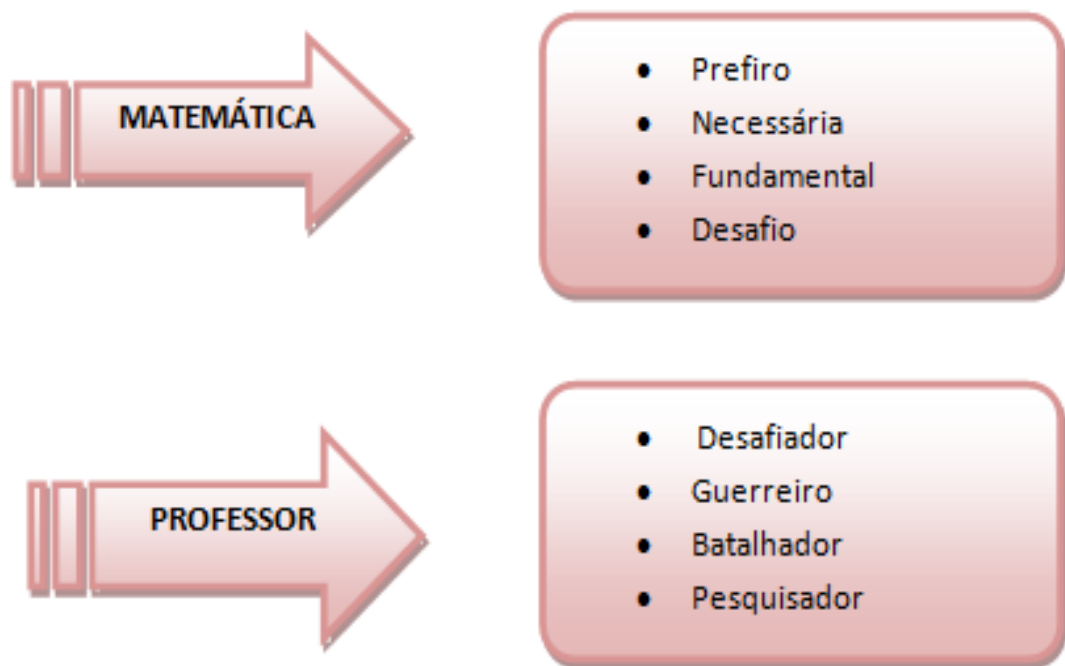 MATEMÁTICA
• Prefiro
• Necessária
• Fundamental
• Desafio
PROFESSOR
• Desafiador
• Guerreiro
• Batalhador
• Pesquisador